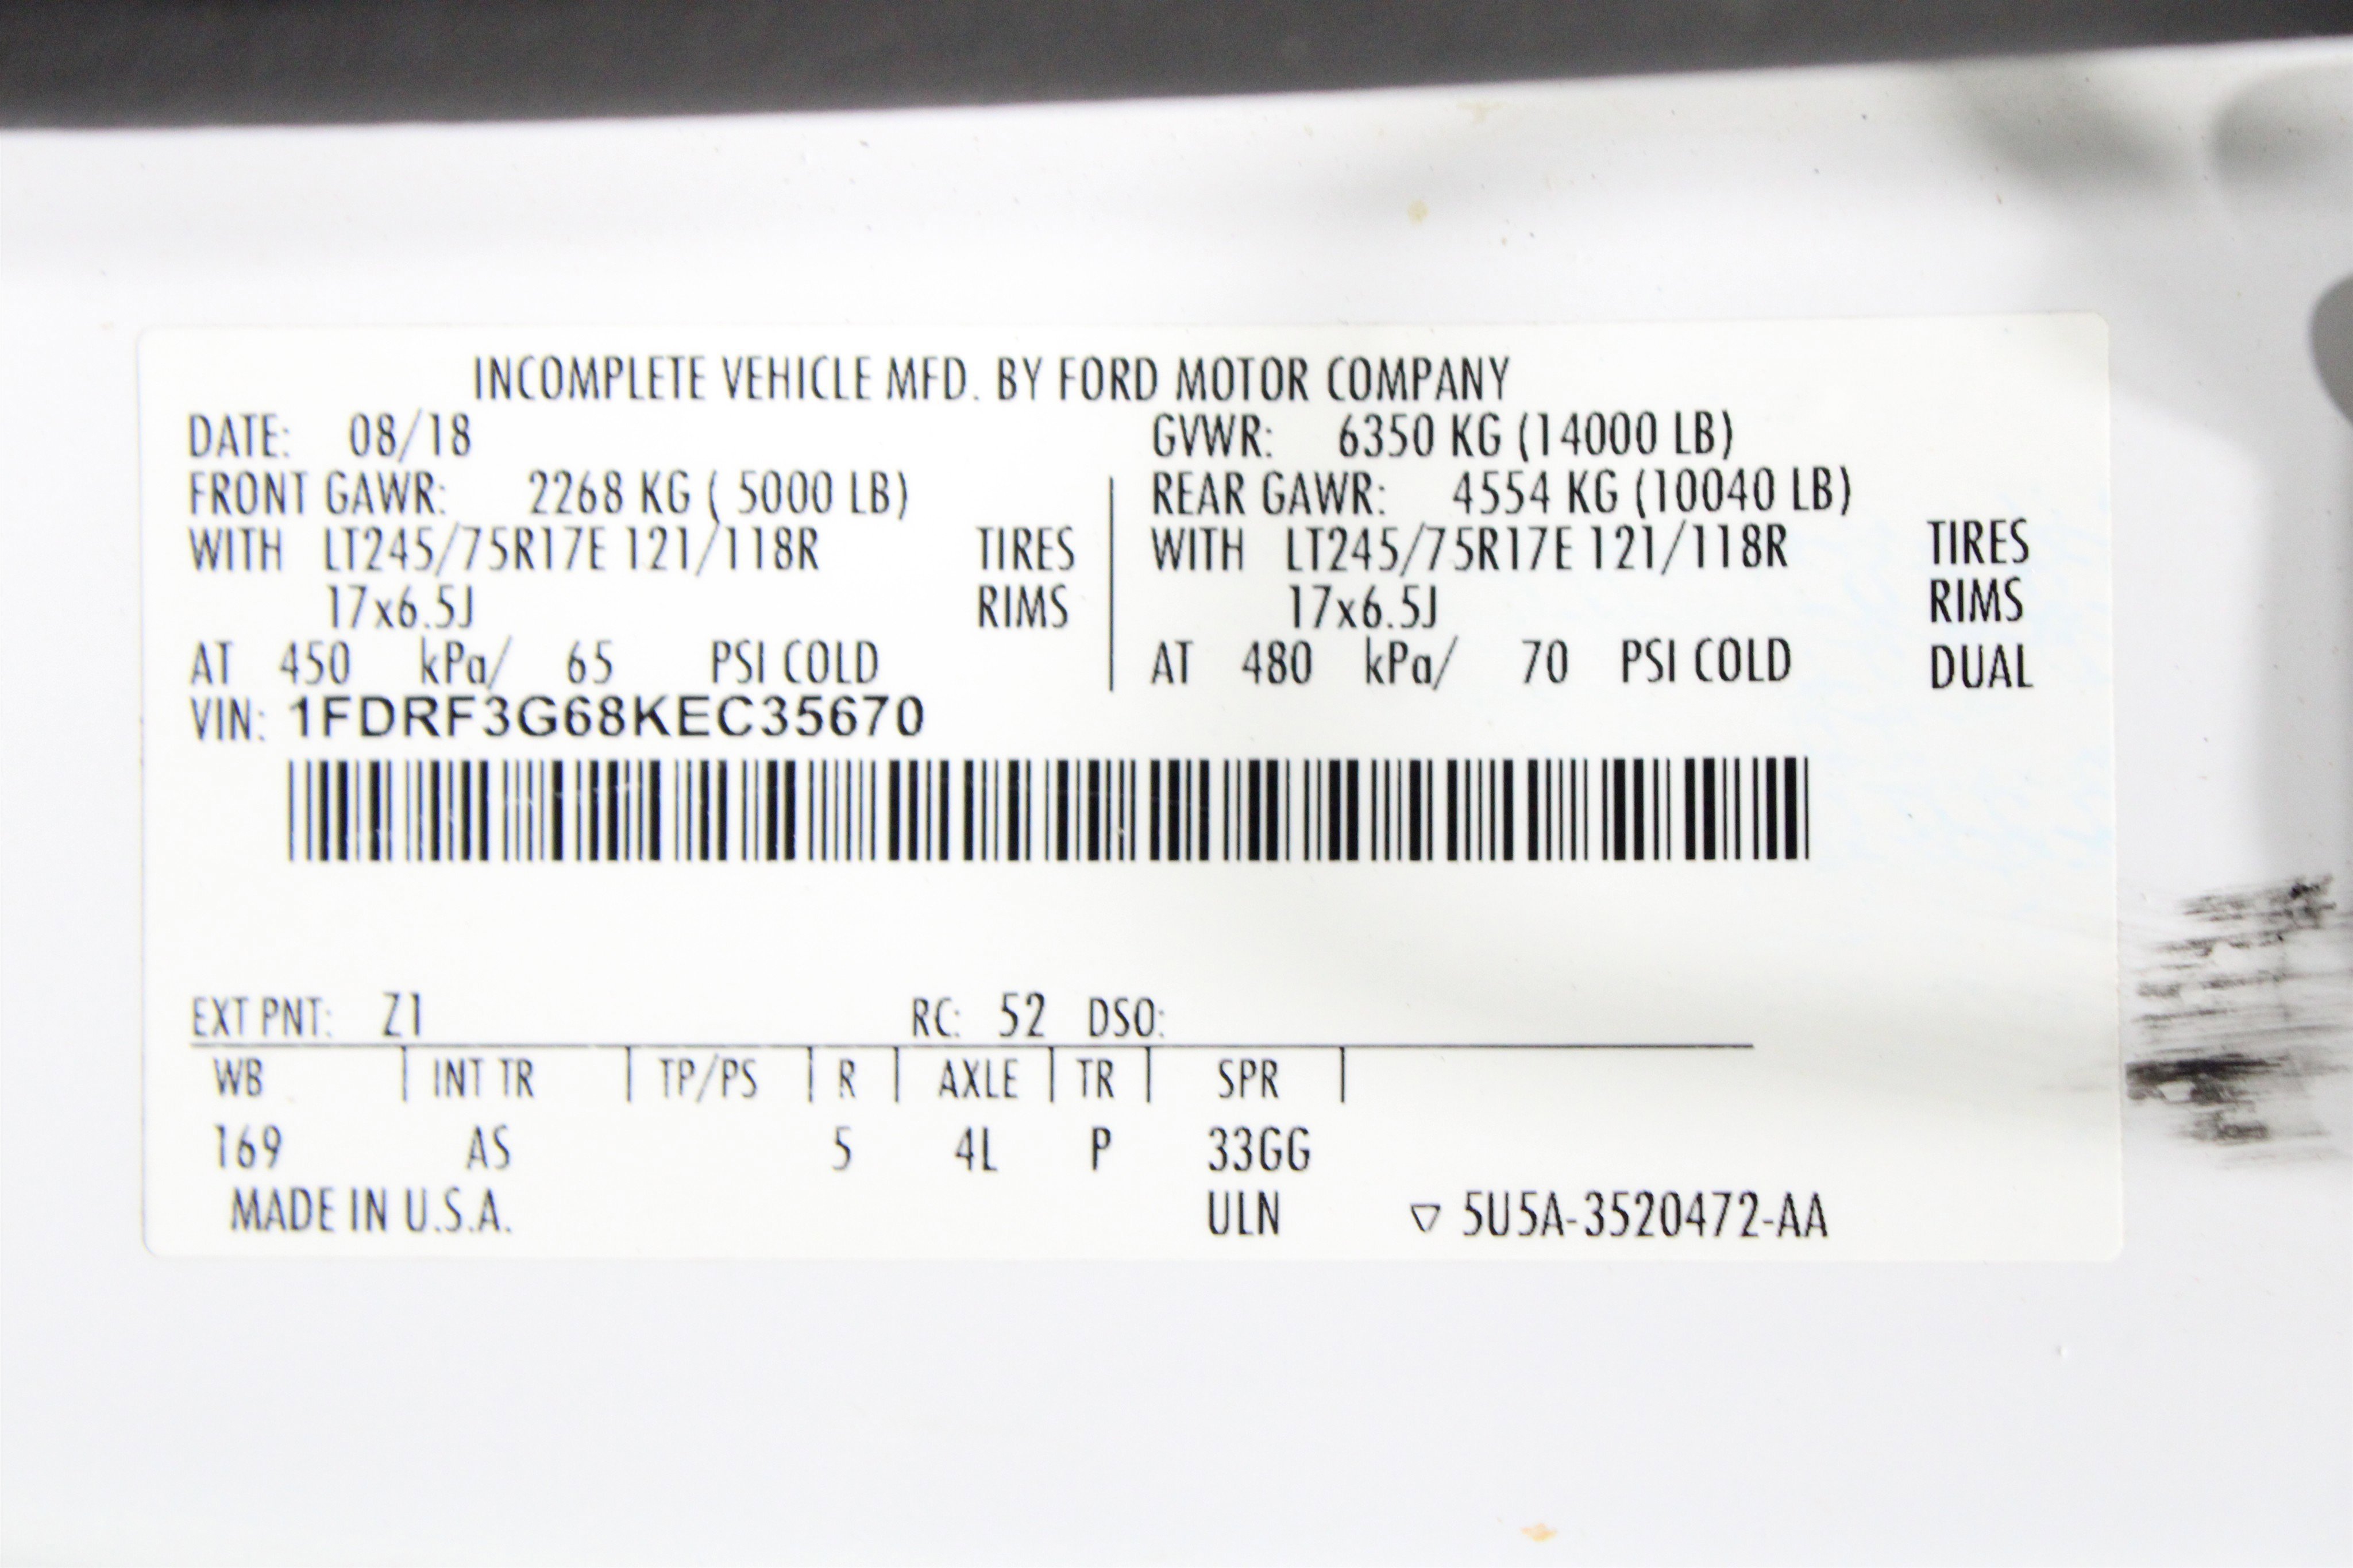 INCOMPLETE VEHICLE MFD. BY FORD MOTOR COMPANY
DATE: 08/18 GVWR: 6350 KG (14000 LB)
FRONT GAWR: 2268 KG ( 5000 LB) REAR GAWR: 4554 KG (10040 LB)
WITH LT245/75R17E 121/118R TIRES WITH LT245/75R17E 121/118R TIRES
17x6.5J RIMS 17x6.5J RIMS
AT 450 kPa/ 65 PSI COLD AT 480 kPa/ 70 PSI COLD DUAL
VIN: 1FDRF3G68KEC35670
EXT PNT: Z1 RC: 52 DSO:
WB INT TR TP/PS R AXLE TR SPR
169 AS 5 4L P 33GG
MADE IN U.S.A. ULN ▽ 5U5A-3520472-AA